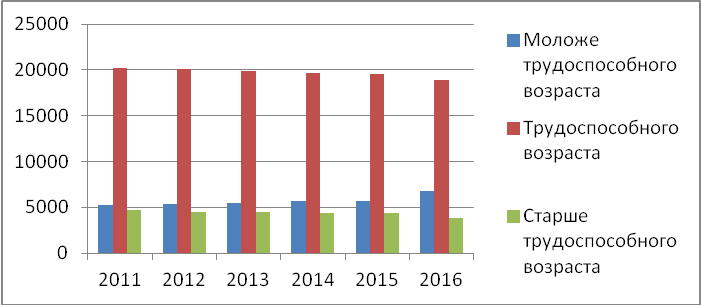 25000
20000
15000
10000
5000
0
2011 2012 2013 2014 2015 2016
Моложе
трудоспособного
возраста
Трудоспособного
возраста
Старше
трудоспособного
возраста